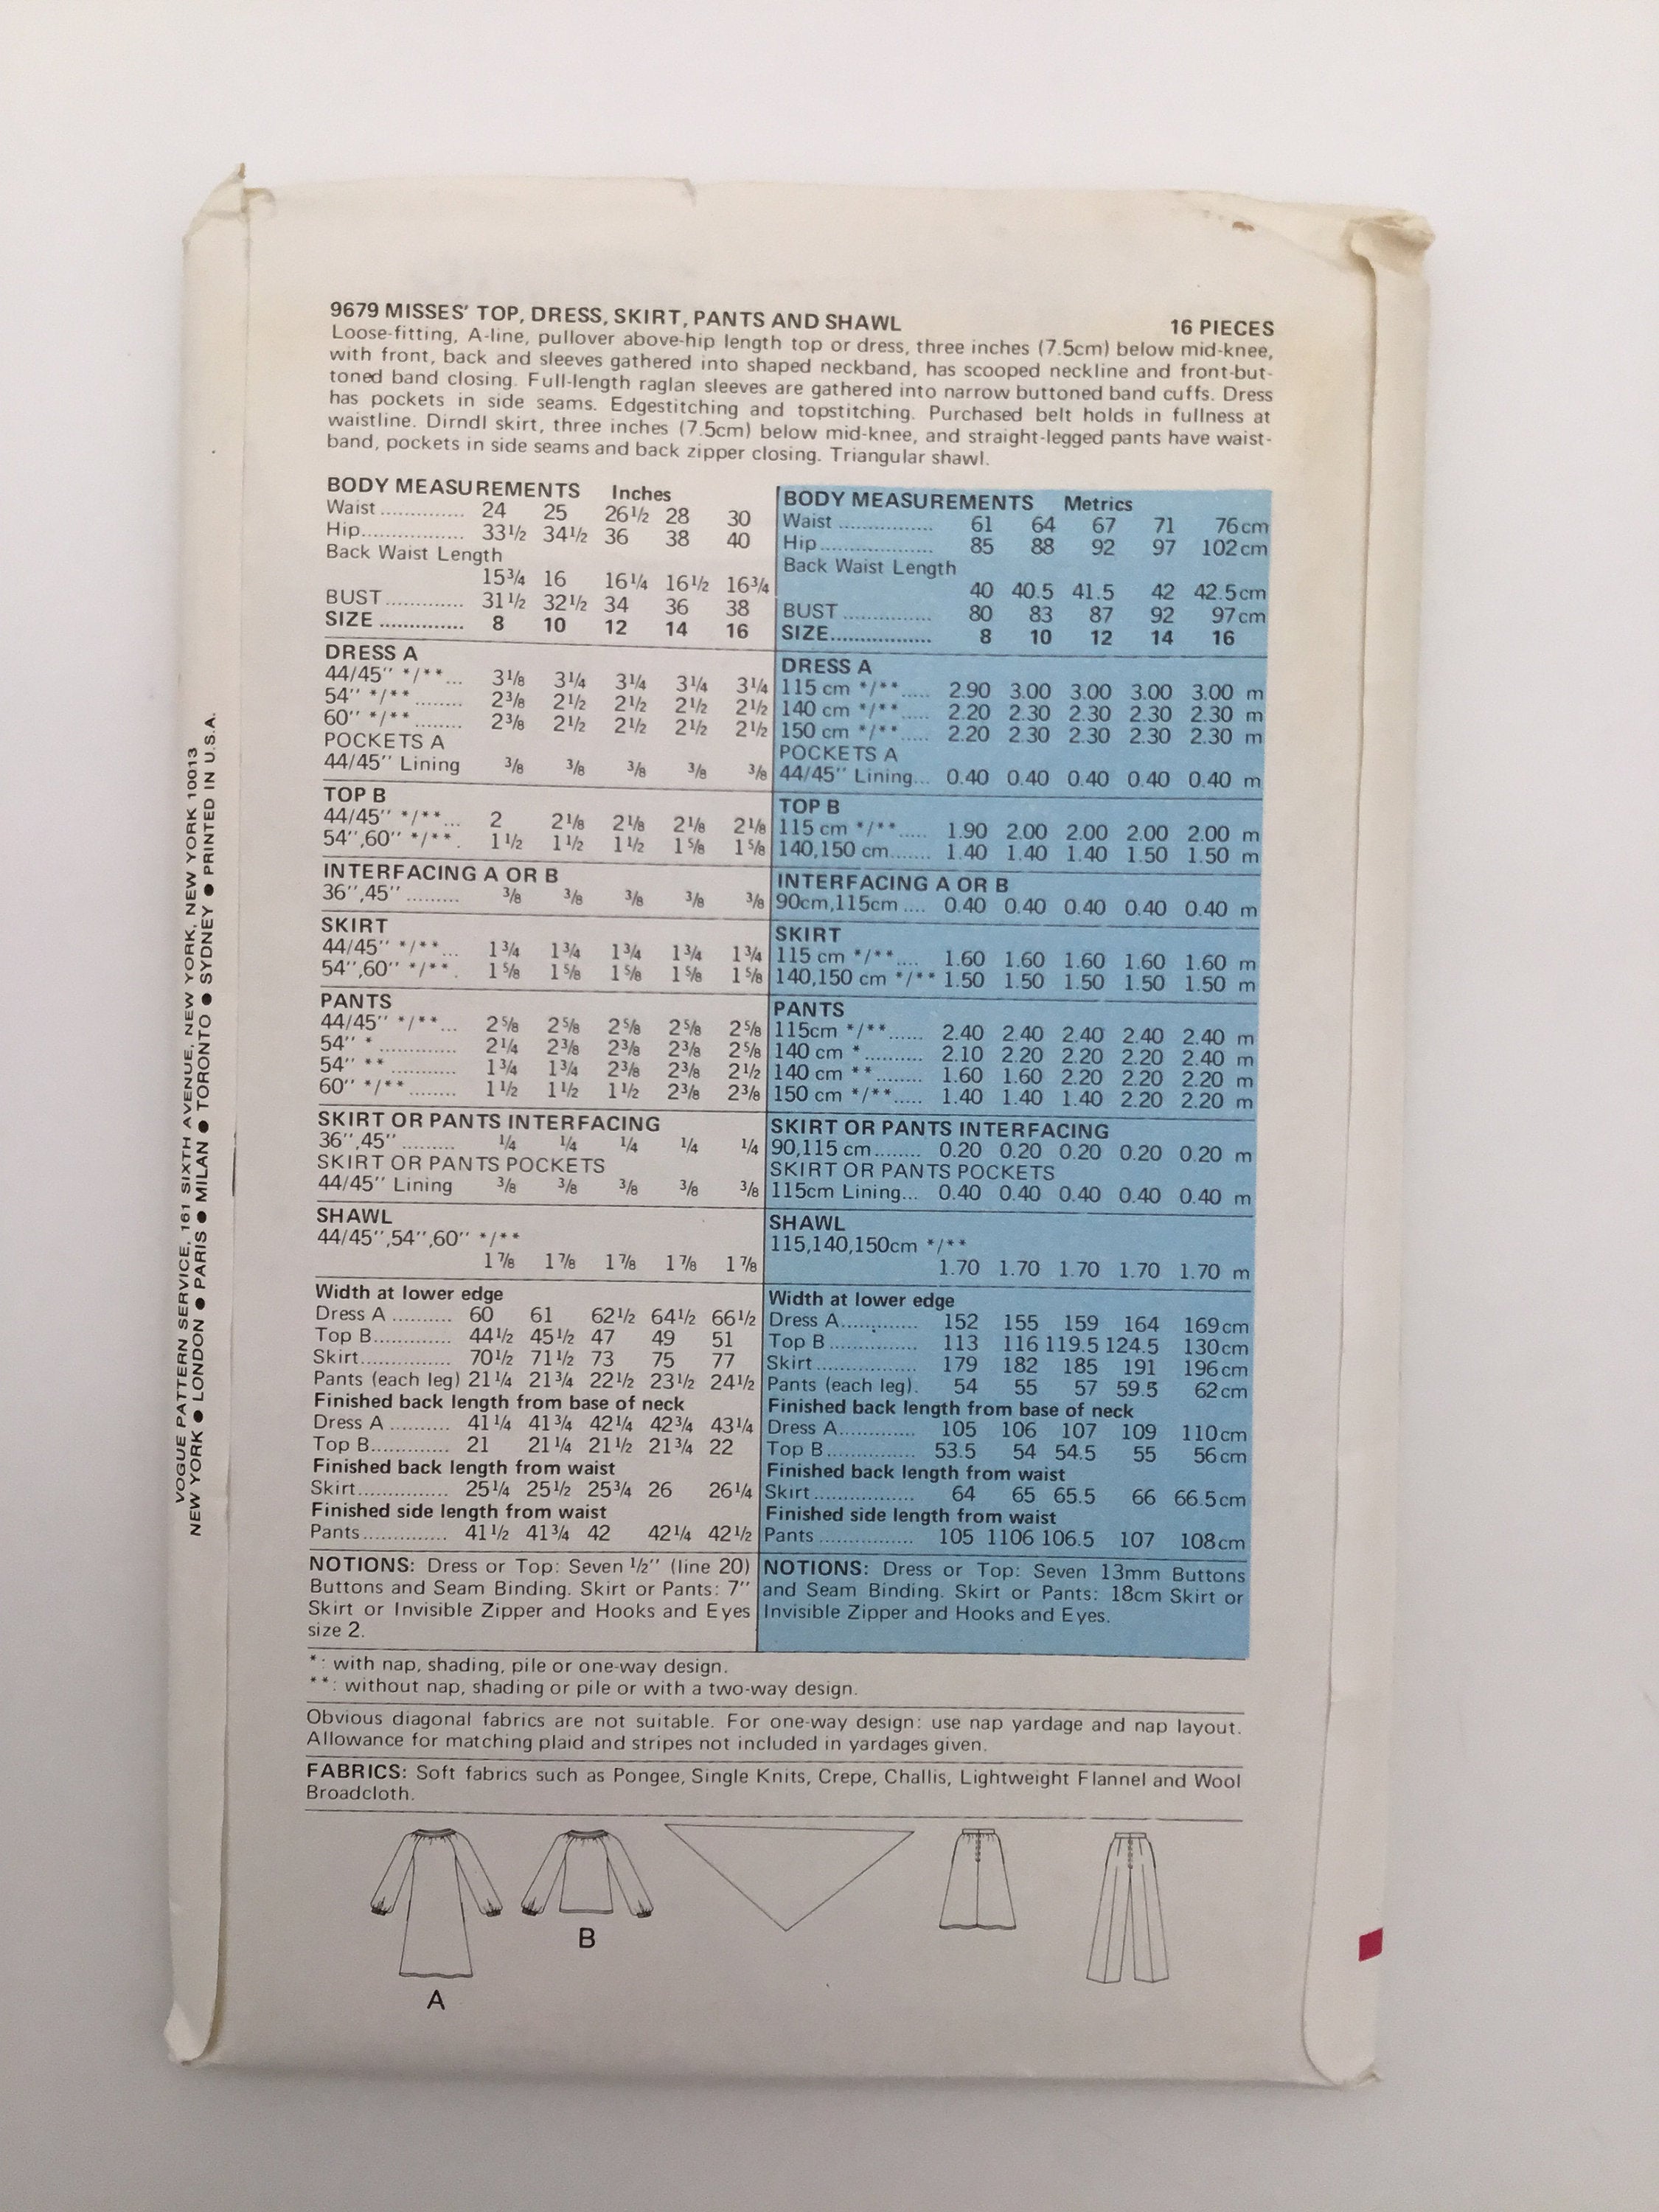 9679 MISSES' TOP, DRESS, SKIRT, PANTS AND SHAWL 16 PIECES
Loose-fitting, A-line, pullover above-hip length top or dress, three inches (7.5cm) below mid-knee,
with front, back and sleeves gathered into shaped neckband, has scooped neckline and front-but-
toned band closing. Full-length raglan sleeves are gathered into narrow buttoned band cuffs. Dress
has pockets in side seams. Edgestitching and topstitching. Purchased belt holds in fullness at
waistline. Dirndl skirt, three inches (7.5cm) below mid-knee, and straight-legged pants have waist-
band, pockets in side seams and back zipper closing. Triangular shawl.
BODY MEASUREMENTS Inches
Waist .............. 24 25 26½ 28 30
Hip................. 33½ 34½ 36 38 40
Back Waist Length
15¾ 16 16¼ 16½ 16¾
BUST ............. 31½ 32½ 34 36 38
SIZE .............. 8 10 12 14 16
DRESS A
44/45'' */**... 3⅛ 3¼ 3¼ 3¼ 3¼
54'' */** ........ 2⅜ 2½ 2½ 2½ 2½
60'' */** ........ 2⅜ 2½ 2½ 2½ 2½
POCKETS A
44/45'' Lining ⅜ ⅜ ⅜ ⅜ ⅜
TOP B
44/45'' */**... 2 2⅛ 2⅛ 2⅛ 2⅛
54'',60'' */** . 1½ 1½ 1½ 1⅝ 1⅝
INTERFACING A OR B
36'',45'' ......... ⅜ ⅜ ⅜ ⅜ ⅜
SKIRT
44/45'' */**... 1¾ 1¾ 1¾ 1¾ 1¾
54'',60'' */** . 1⅝ 1⅝ 1⅝ 1⅝ 1⅝
PANTS
44/45'' */**... 2⅝ 2⅝ 2⅝ 2⅝ 2⅝
54'' * ............. 2¼ 2⅜ 2⅜ 2⅜ 2⅝
54'' ** ........... 1¾ 1¾ 2⅜ 2⅜ 2½
60'' */** ........ 1½ 1½ 1½ 2⅜ 2⅜
SKIRT OR PANTS INTERFACING
36'',45'' ......... ¼ ¼ ¼ ¼ ¼
SKIRT OR PANTS POCKETS
44/45'' Lining ⅜ ⅜ ⅜ ⅜ ⅜
SHAWL
44/45'',54'',60'' */**
1⅞ 1⅞ 1⅞ 1⅞ 1⅞
Width at lower edge
Dress A .......... 60 61 62½ 64½ 66½
Top B............. 44½ 45½ 47 49 51
Skirt............... 70½ 71½ 73 75 77
Pants (each leg) 21¼ 21¾ 22½ 23½ 24½
Finished back length from base of neck
Dress A .......... 41¼ 41¾ 42¼ 42¾ 43¼
Top B............. 21 21¼ 21½ 21¾ 22
Finished back length from waist
Skirt............... 25¼ 25½ 25¾ 26 26¼
Finished side length from waist
Pants .............. 41½ 41¾ 42 42¼ 42½
NOTIONS: Dress or Top: Seven ½'' (line 20)
Buttons and Seam Binding. Skirt or Pants: 7''
Skirt or Invisible Zipper and Hooks and Eyes
size 2.
BODY MEASUREMENTS Metrics
Waist ................ 61 64 67 71 76cm
Hip................... 85 88 92 97 102cm
Back Waist Length
40 40.5 41.5 42 42.5cm
BUST ............... 80 83 87 92 97cm
SIZE................. 8 10 12 14 16
DRESS A
115 cm */**..... 2.90 3.00 3.00 3.00 3.00 m
140 cm */**..... 2.20 2.30 2.30 2.30 2.30 m
150 cm */**..... 2.20 2.30 2.30 2.30 2.30 m
POCKETS A
44/45'' Lining... 0.40 0.40 0.40 0.40 0.40 m
TOP B
115 cm */**..... 1.90 2.00 2.00 2.00 2.00 m
140,150 cm....... 1.40 1.40 1.40 1.50 1.50 m
INTERFACING A OR B
90cm,115cm .... 0.40 0.40 0.40 0.40 0.40 m
SKIRT
115 cm */**.... 1.60 1.60 1.60 1.60 1.60 m
140,150 cm */** 1.50 1.50 1.50 1.50 1.50 m
PANTS
115cm */** ...... 2.40 2.40 2.40 2.40 2.40 m
140 cm * .......... 2.10 2.20 2.20 2.20 2.40 m
140 cm ** ........ 1.60 1.60 2.20 2.20 2.20 m
150 cm */**..... 1.40 1.40 1.40 2.20 2.20 m
SKIRT OR PANTS INTERFACING
90,115 cm........ 0.20 0.20 0.20 0.20 0.20 m
SKIRT OR PANTS POCKETS
115cm Lining... 0.40 0.40 0.40 0.40 0.40 m
SHAWL
115,140,150cm */**
1.70 1.70 1.70 1.70 1.70 m
Width at lower edge
Dress A............. 152 155 159 164 169cm
Top B ............... 113 116 119.5 124.5 130cm
Skirt ................. 179 182 185 191 196cm
Pants (each leg). 54 55 57 59.5 62cm
Finished back length from base of neck
Dress A............. 105 106 107 109 110cm
Top B............... 53.5 54 54.5 55 56cm
Finished back length from waist
Skirt ................. 64 65 65.5 66 66.5cm
Finished side length from waist
Pants ................ 105 1106 106.5 107 108cm
NOTIONS: Dress or Top: Seven 13mm Buttons
and Seam Binding. Skirt or Pants: 18cm Skirt or
Invisible Zipper and Hooks and Eyes.
*: with nap, shading, pile or one-way design.
**: without nap, shading or pile or with a two-way design.
Obvious diagonal fabrics are not suitable. For one-way design: use nap yardage and nap layout.
Allowance for matching plaid and stripes not included in yardages given.
FABRICS: Soft fabrics such as Pongee, Single Knits, Crepe, Challis, Lightweight Flannel and Wool
Broadcloth.
A
B
VOGUE PATTERN SERVICE, 161 SIXTH AVENUE, NEW YORK, NEW YORK 10013
NEW YORK ● LONDON ● PARIS ● MILAN ● TORONTO ● SYDNEY ● PRINTED IN U.S.A.